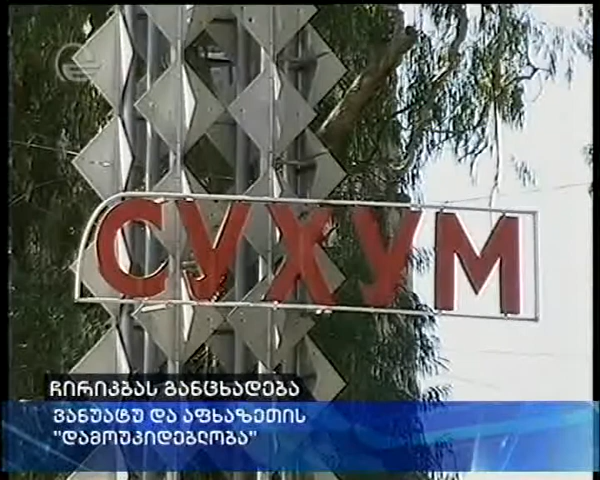 СУХУМ
ჩირიკბას განცხადება
ვანუატუ და აფხაზეთის
"დამოუკიდებლობა"